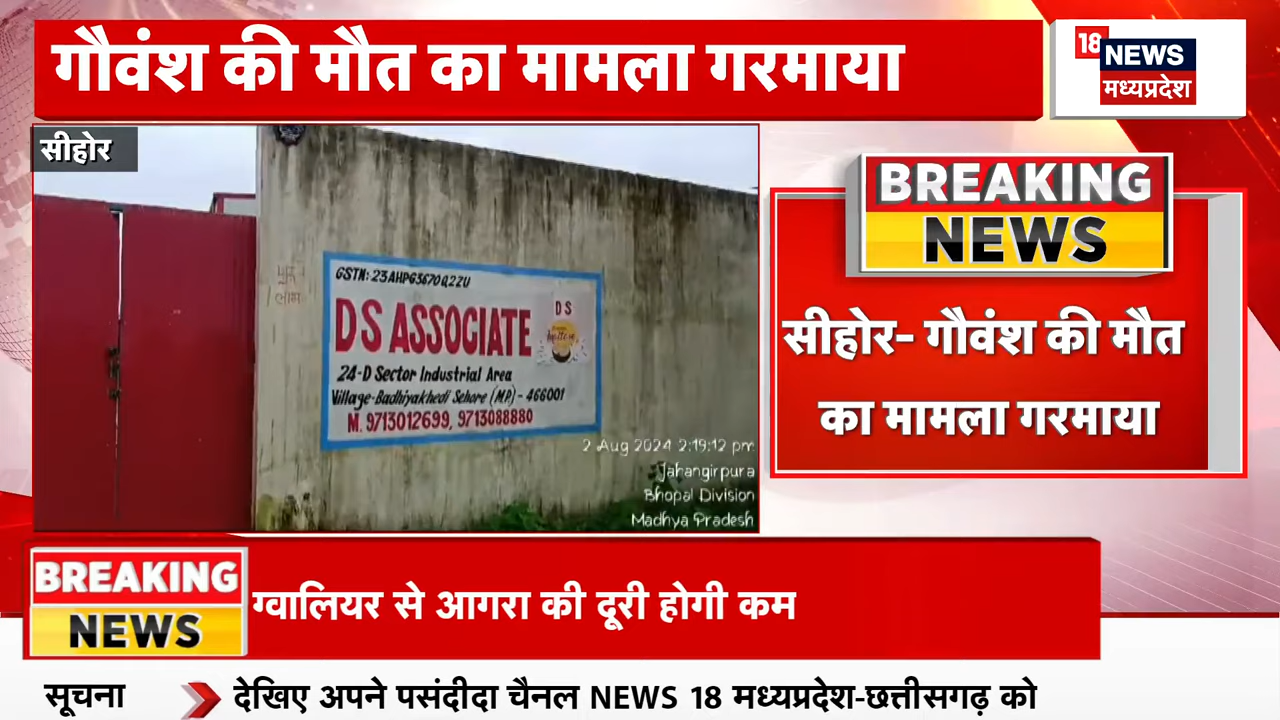 गौवंश की मौत का मामला गरमाया
18
NEWS
मध्यप्रदेश
सीहोर
GSTN: 23AHPG3670Q2ZU
DS ASSOCIATE
DS
24-D Sector Industrial Area
Village-Badhiyakhedi Sehore (M.P.) - 466001
M. 9713012699, 9713088880
2 Aug 2024 2:19:12 pm
Jahangirpura
Bhopal Division
Madhya Pradesh
BREAKING
NEWS
सीहोर- गौवंश की मौत
का मामला गरमाया
BREAKING
NEWS
ग्वालियर से आगरा की दूरी होगी कम
सूचना
देखिए अपने पसंदीदा चैनल NEWS 18 मध्यप्रदेश-छत्तीसगढ़ को